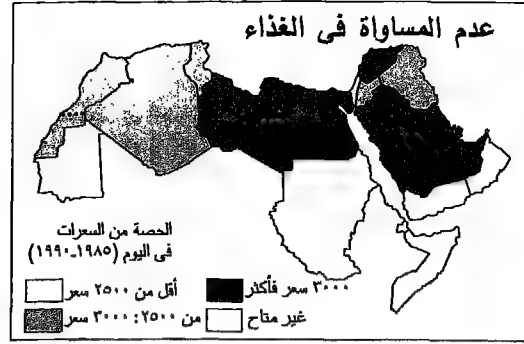 عدم المساواة فى الغذاء
الحصة من السعرات
فى اليوم (١٩٨٥-١٩٩٠)
٣٠٠٠ سعر فأكثر
أقل من ٢٥٠٠ سعر
غير متاح
من ٢٥٠٠: ٣٠٠٠ سعر